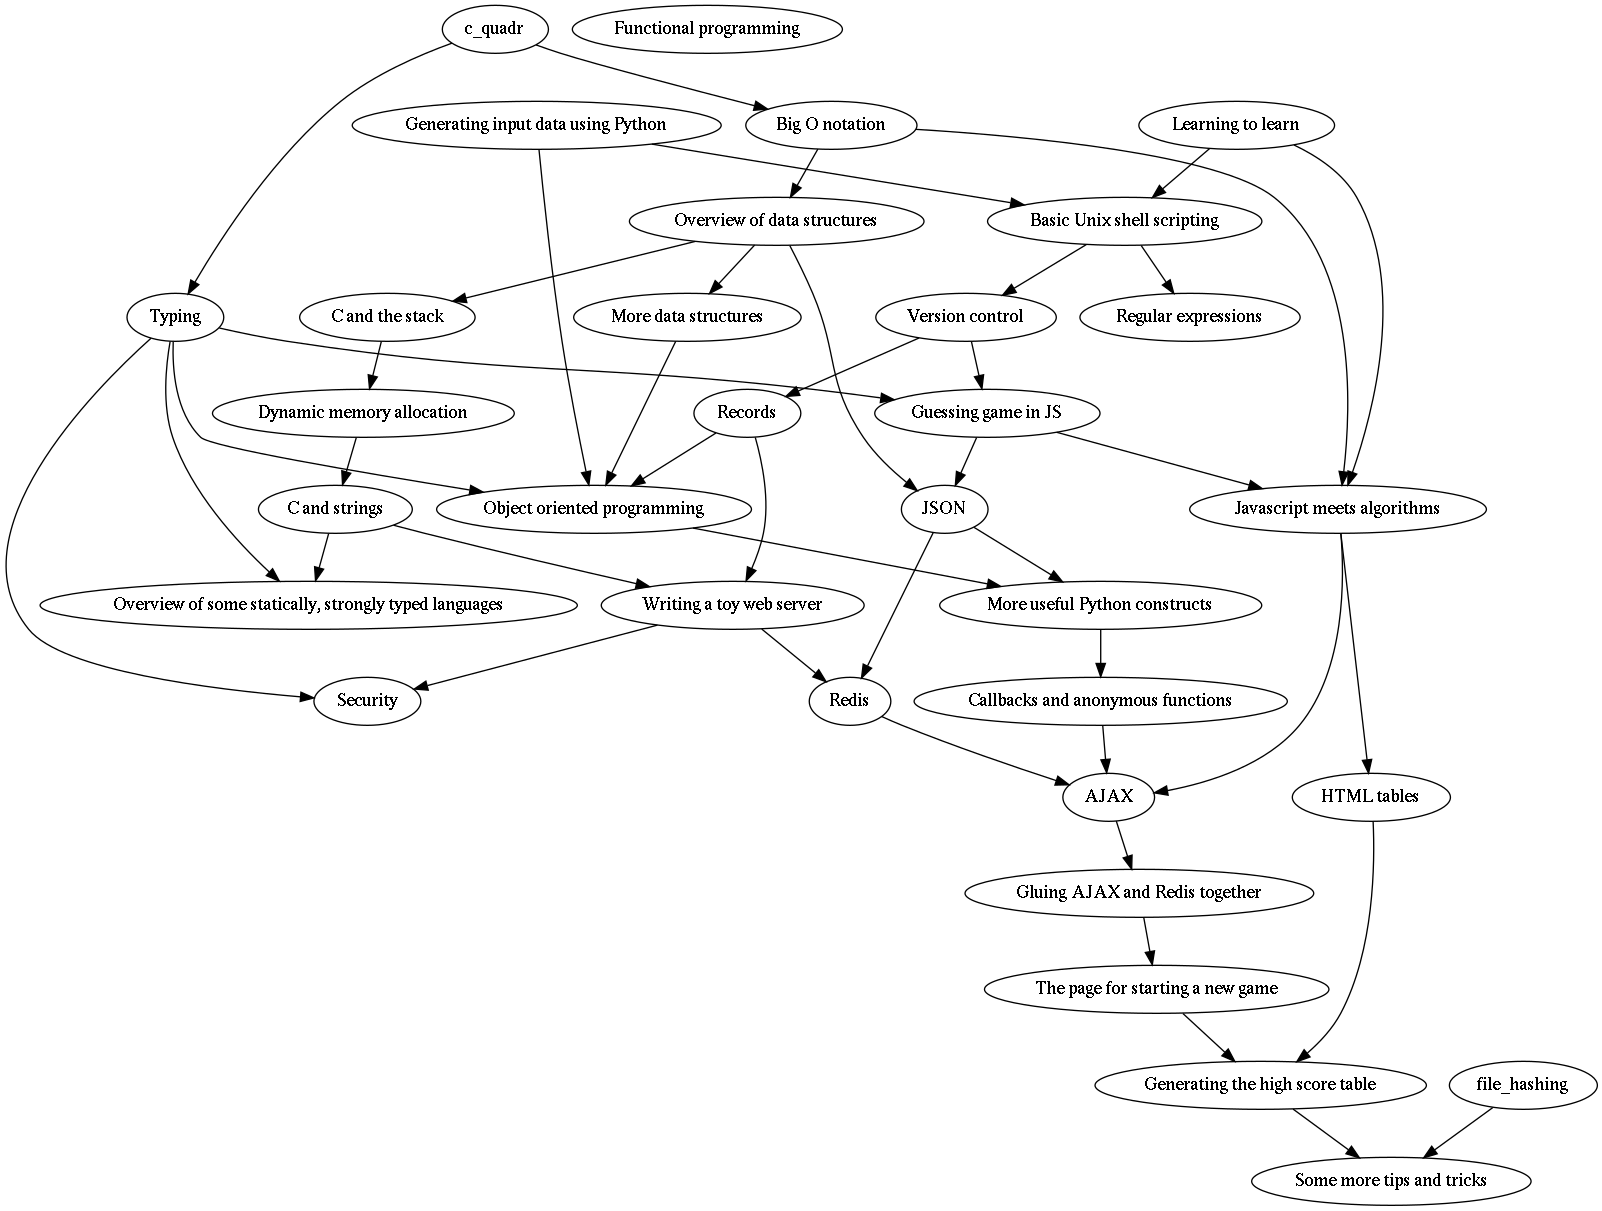 c_quadr
Functional programming
Generating input data using Python
Big O notation
Learning to learn
Overview of data structures
Basic Unix shell scripting
Typing
C and the stack
More data structures
Version control
Regular expressions
Dynamic memory allocation
Records
Guessing game in JS
C and strings
Object oriented programming
JSON
Javascript meets algorithms
Overview of some statically, strongly typed languages
Writing a toy web server
More useful Python constructs
Security
Redis
Callbacks and anonymous functions
AJAX
HTML tables
Gluing AJAX and Redis together
The page for starting a new game
Generating the high score table
file_hashing
Some more tips and tricks